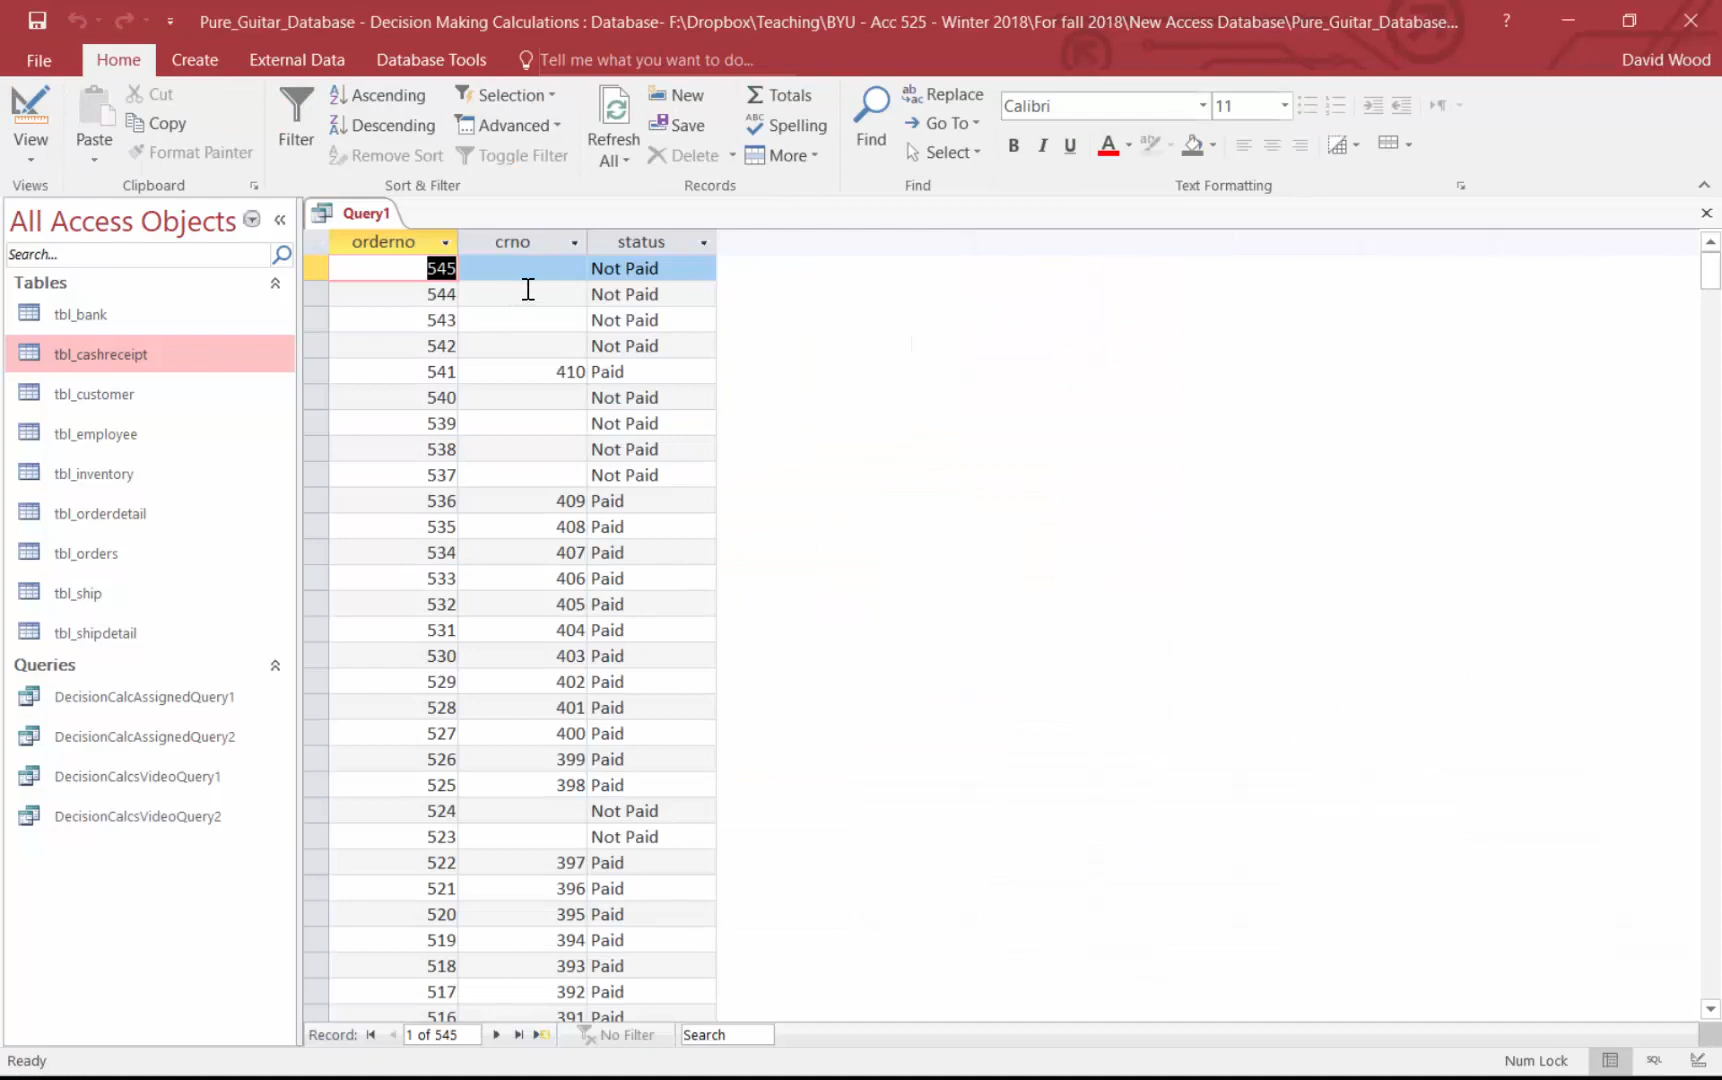 Pure_Guitar_Database - Decision Making Calculations : Database- F:\Dropbox\Teaching\BYU - Acc 525 - Winter 2018\For fall 2018\New Access Database\Pure_Guitar_Database... ?
File Home Create External Data Database Tools Tell me what you want to do... David Wood
View
Paste
Cut
Copy
Format Painter
Filter
Ascending
Descending
Remove Sort
Selection
Advanced
Toggle Filter
Refresh
All
New
Save
Delete
Totals
Spelling
More
Find
Replace
Go To
Select
Calibri 11
B I U A
Views Clipboard Sort & Filter Records Find Text Formatting
All Access Objects
Search...
Tables
tbl_bank
tbl_cashreceipt
tbl_customer
tbl_employee
tbl_inventory
tbl_orderdetail
tbl_orders
tbl_ship
tbl_shipdetail
Queries
DecisionCalcAssignedQuery1
DecisionCalcAssignedQuery2
DecisionCalcsVideoQuery1
DecisionCalcsVideoQuery2
Query1
orderno crno status
545 Not Paid
544 Not Paid
543 Not Paid
542 Not Paid
541 410 Paid
540 Not Paid
539 Not Paid
538 Not Paid
537 Not Paid
536 409 Paid
535 408 Paid
534 407 Paid
533 406 Paid
532 405 Paid
531 404 Paid
530 403 Paid
529 402 Paid
528 401 Paid
527 400 Paid
526 399 Paid
525 398 Paid
524 Not Paid
523 Not Paid
522 397 Paid
521 396 Paid
520 395 Paid
519 394 Paid
518 393 Paid
517 392 Paid
516 391 Paid
Record: 1 of 545 No Filter Search
Ready Num Lock SQL